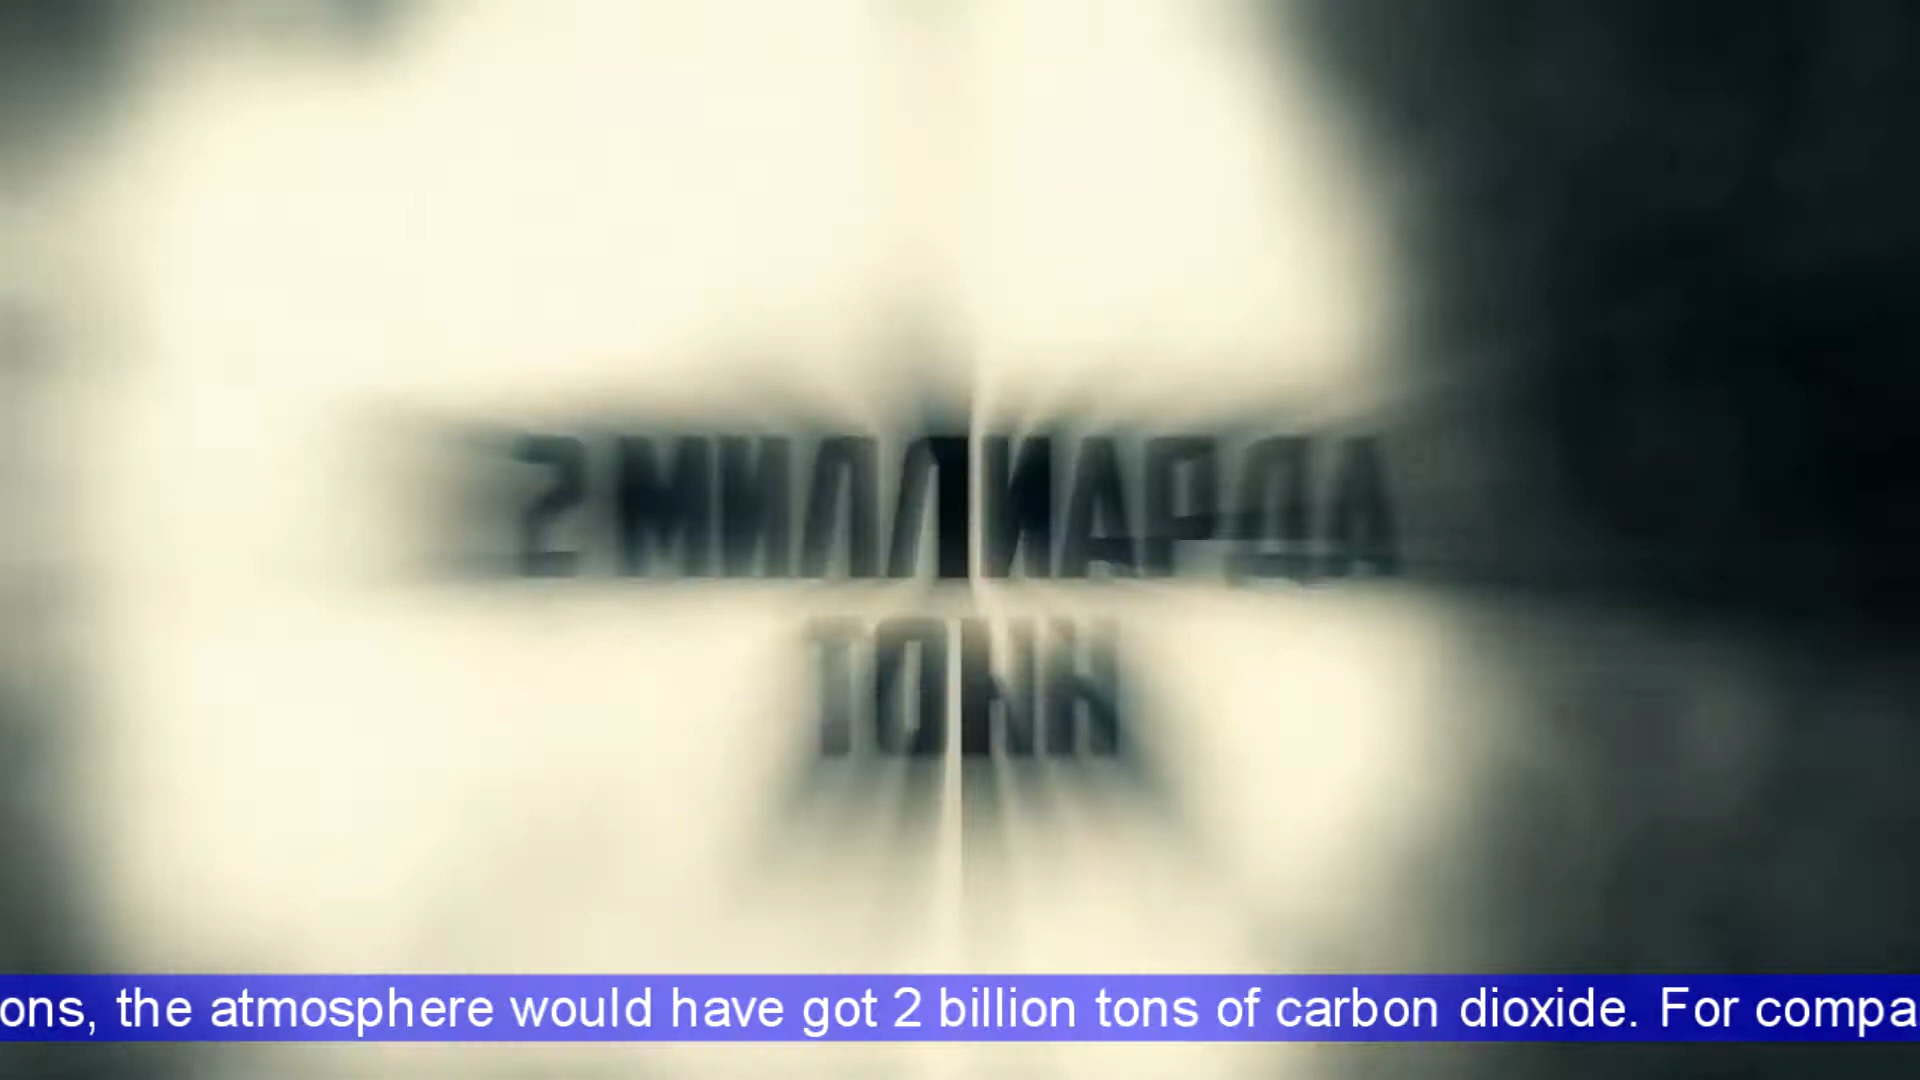 2 МИЛЛИАРДА
ТОНН
ons, the atmosphere would have got 2 billion tons of carbon dioxide. For compa